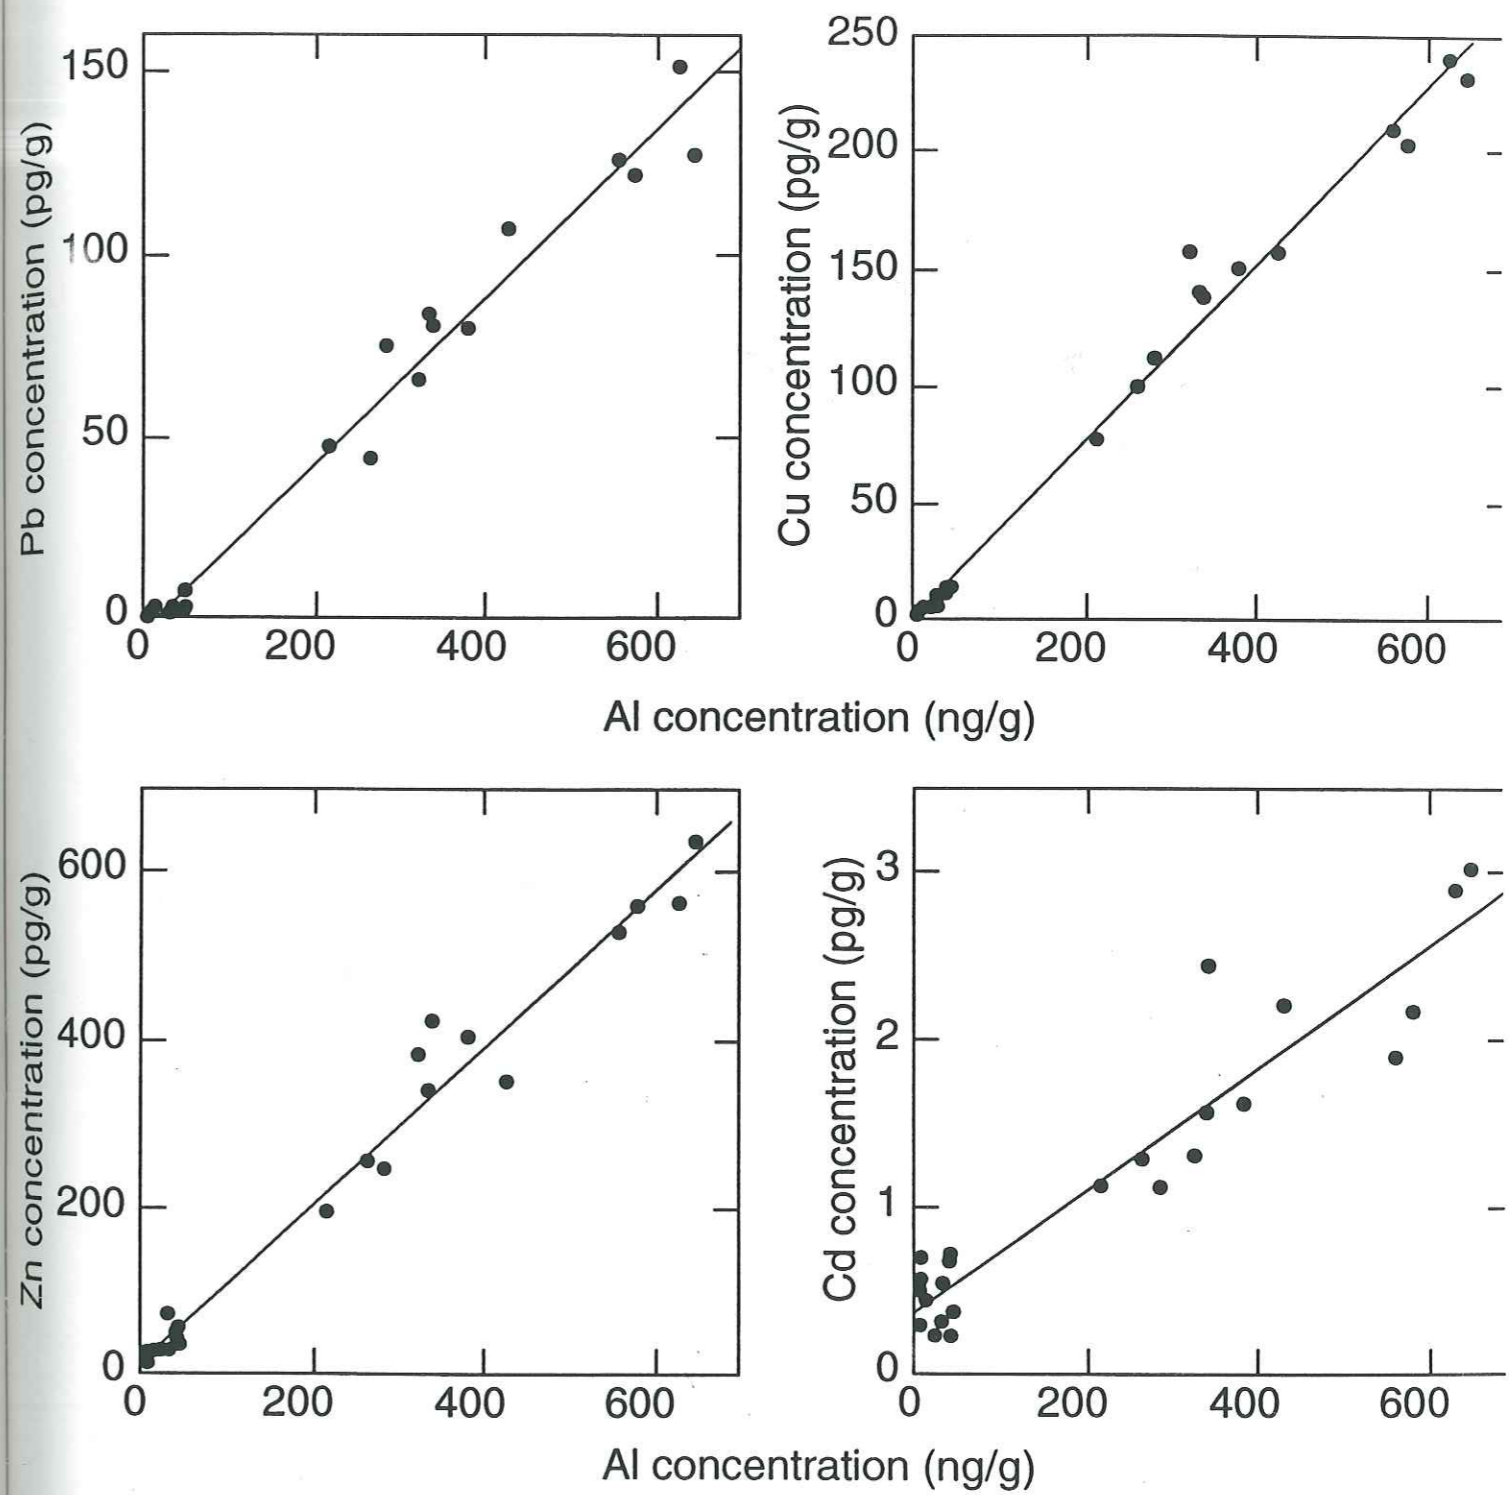 Pb concentration (pg/g)
150
100
50
0
0 200 400 600
Cu concentration (pg/g)
250
200
150
100
50
0
0 200 400 600
Al concentration (ng/g)
Zn concentration (pg/g)
600
400
200
0
0 200 400 600
Cd concentration (pg/g)
3
2
1
0
0 200 400 600
Al concentration (ng/g)